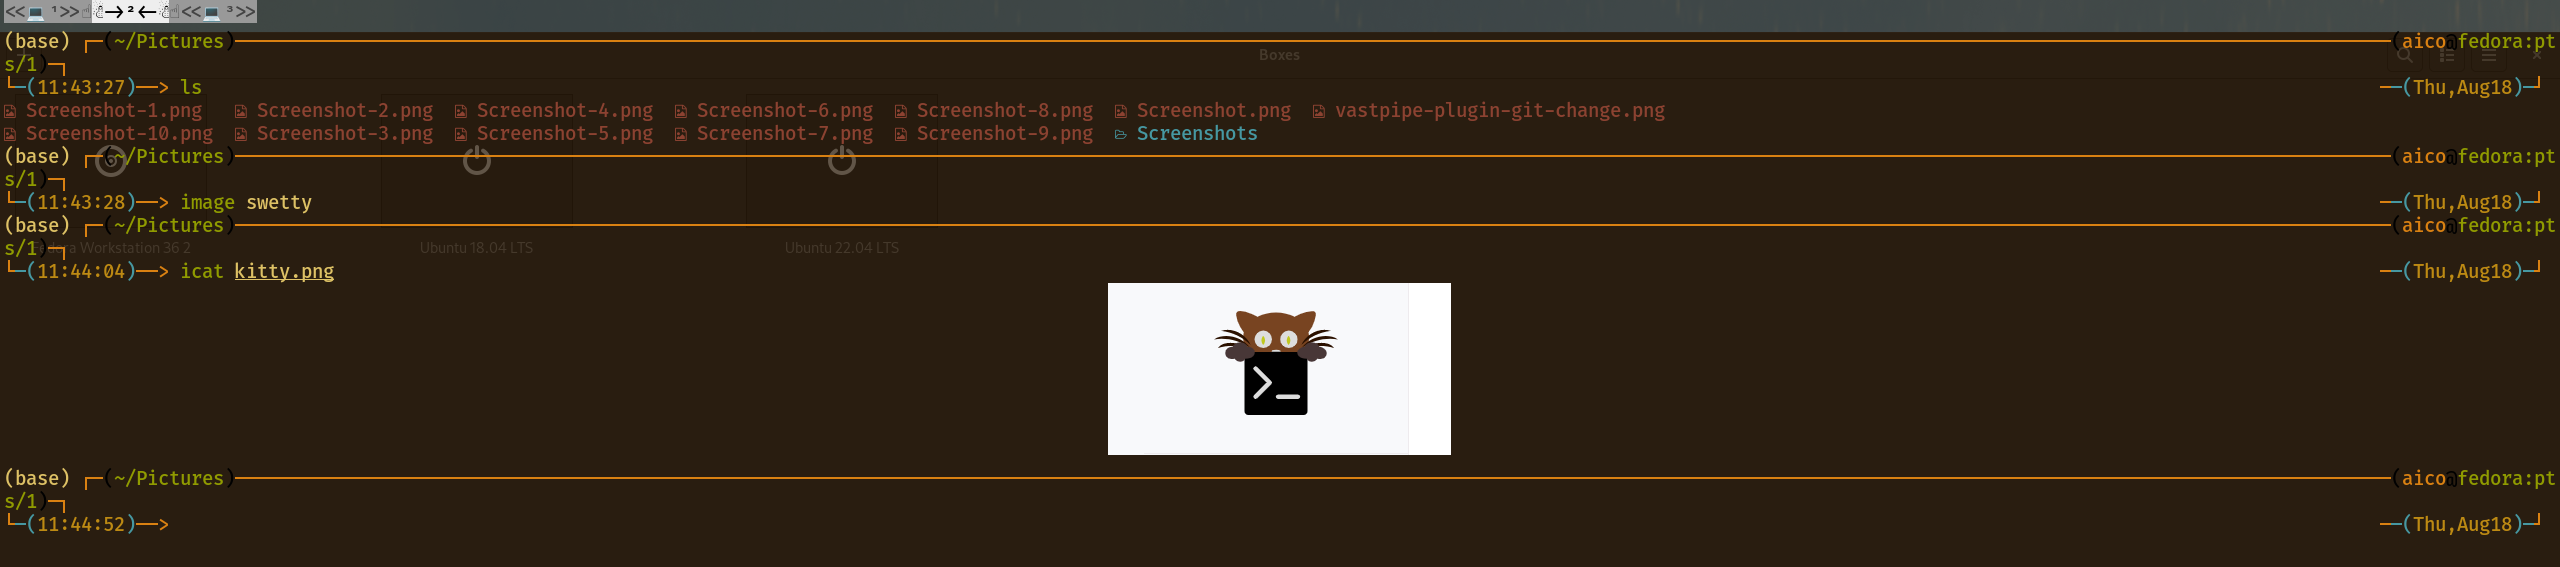 <<💻 ¹>>☝☃→ ² ←☃☝<<💻 ³>>
(base) ┌─(~/Pictures)─(aico@fedora:pt
Boxes
s/1)─┐
└─(11:43:27)──> ls ──(Thu,Aug18)─┘
Screenshot-1.png Screenshot-2.png Screenshot-4.png Screenshot-6.png Screenshot-8.png Screenshot.png vastpipe-plugin-git-change.png
Screenshot-10.png Screenshot-3.png Screenshot-5.png Screenshot-7.png Screenshot-9.png Screenshots
(base) ┌─(~/Pictures)─(aico@fedora:pt
s/1)─┐
└─(11:43:28)──> image swetty ──(Thu,Aug18)─┘
(base) ┌─(~/Pictures)─(aico@fedora:pt
s/1)─┐
Fedora Workstation 36 2 Ubuntu 18.04 LTS Ubuntu 22.04 LTS
└─(11:44:04)──> icat kitty.png ──(Thu,Aug18)─┘
>_
(base) ┌─(~/Pictures)─(aico@fedora:pt
s/1)─┐
└─(11:44:52)──> ──(Thu,Aug18)─┘